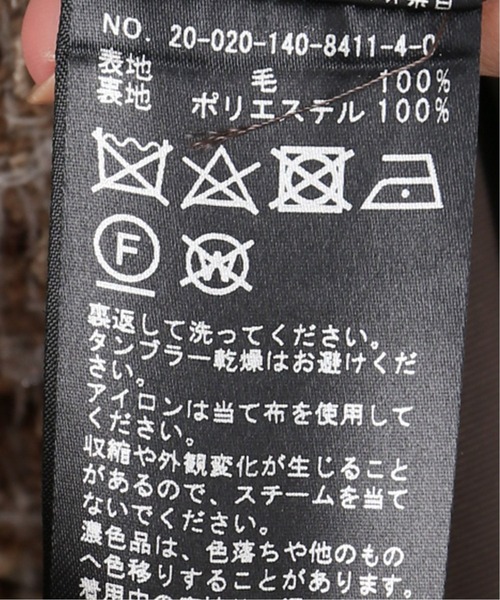 NO. 20-020-140-8411-4-0
表地 毛 100%
裏地 ポリエステル 100%
F
W
裏返して洗ってください。
タンブラー乾燥はお避けくだ
さい。
アイロンは当て布を使用して
ください。
収縮や外観変化が生じること
があるので、スチームを当て
ないでください。
濃色品は、色落ちや他のもの
へ色移りすることがあります。